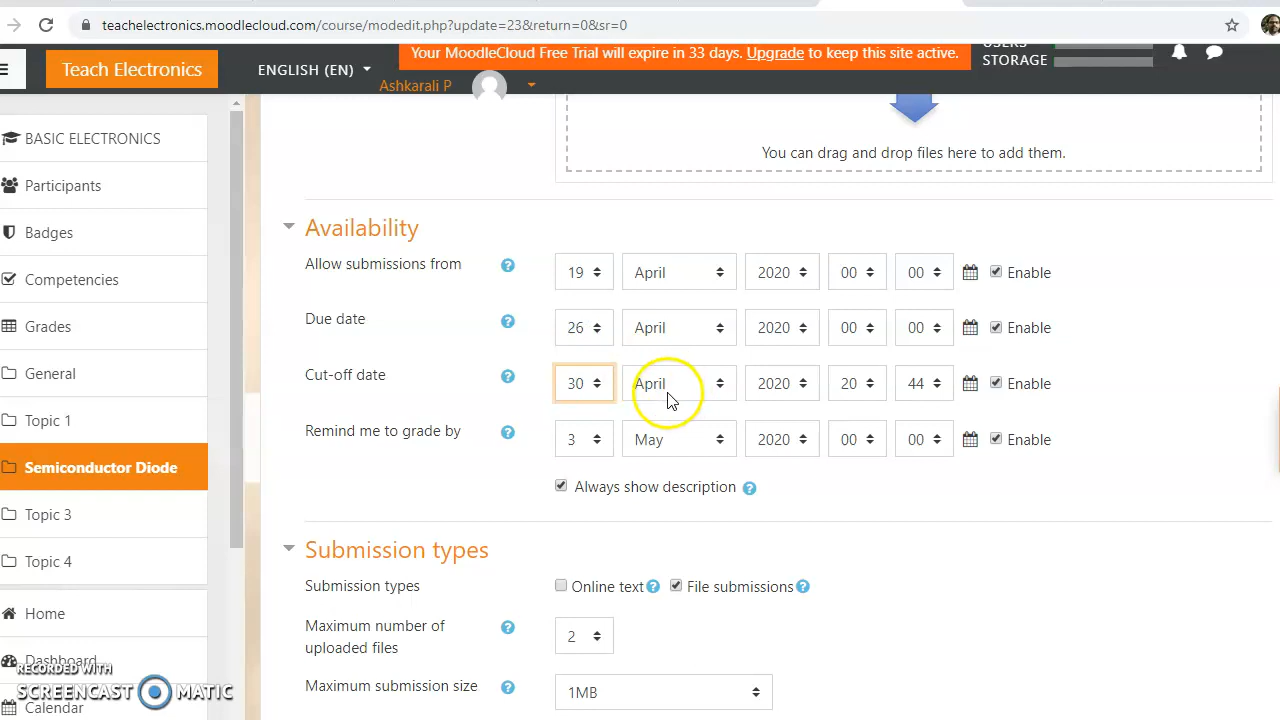 teachelectronics.moodlecloud.com/course/modedit.php?update=23&return=0&sr=0
Your MoodleCloud Free Trial will expire in 33 days. Upgrade to keep this site active.
USERS
STORAGE
Teach Electronics
ENGLISH (EN)
Ashkarali P
BASIC ELECTRONICS
Participants
Badges
Competencies
Grades
General
Topic 1
Semiconductor Diode
Topic 3
Topic 4
Home
Dashboard
Calendar
You can drag and drop files here to add them.
Availability
Allow submissions from ? 19 April 2020 00 00 Enable
Due date ? 26 April 2020 00 00 Enable
Cut-off date ? 30 April 2020 20 44 Enable
Remind me to grade by ? 3 May 2020 00 00 Enable
Always show description ?
Submission types
Submission types Online text ? File submissions ?
Maximum number of
uploaded files ? 2
Maximum submission size ? 1MB
RECORDED WITH
SCREENCAST MATIC